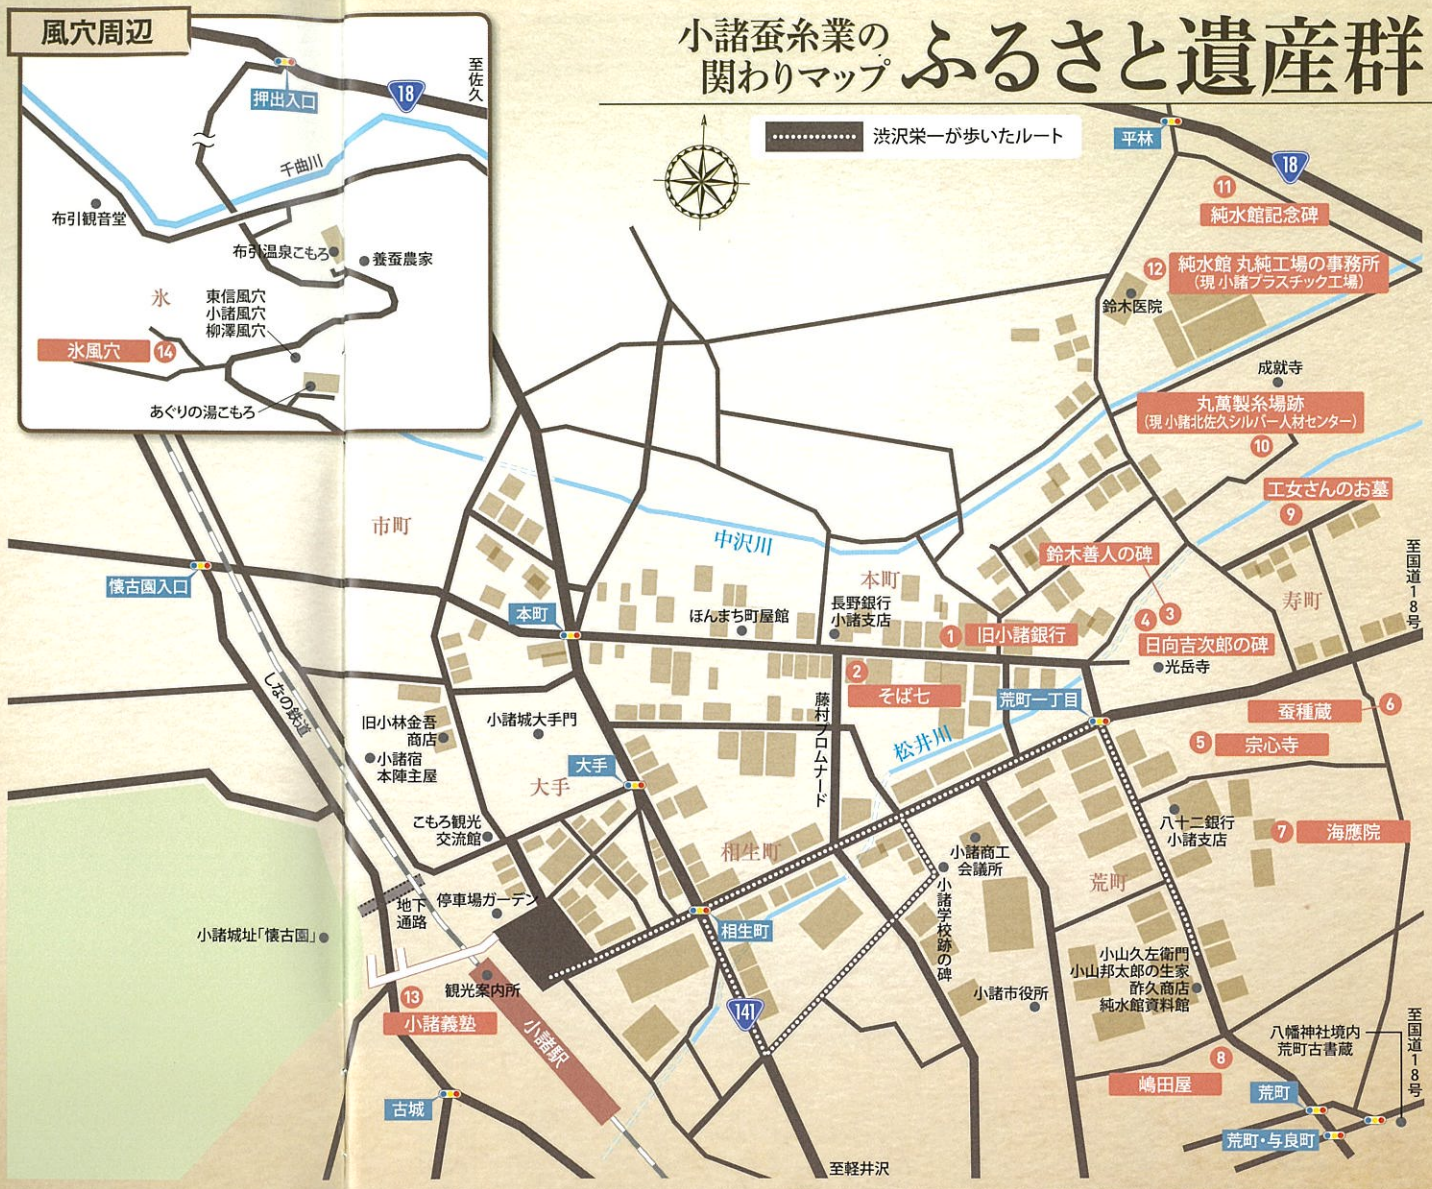 小諸蚕糸業の
関わりマップ
ふるさと遺産群
渋沢栄一が歩いたルート
風穴周辺
押出入口
18
至佐久
千曲川
布引観音堂
布引温泉こもろ
養蚕農家
氷
東信風穴
小諸風穴
柳澤風穴
氷風穴
14
あぐりの湯こもろ
平林
18
11
純水館記念碑
12
純水館 丸純工場の事務所
(現 小諸プラスチック工場)
鈴木医院
成就寺
丸萬製糸場跡
(現 小諸北佐久シルバー人材センター)
10
工女さんのお墓
9
市町
中沢川
本町
鈴木善人の碑
3
4
日向吉次郎の碑
光岳寺
寿町
至国道18号
懐古園入口
本町
ほんまち町屋館
長野銀行
小諸支店
1
旧小諸銀行
2
そば七
荒町一丁目
蚕種蔵
6
5
宗心寺
しなの鉄道
旧小林金吾
商店
小諸宿
本陣主屋
小諸城大手門
大手
大手
藤村プロムナード
松井川
こもろ観光
交流館
相生町
小諸商工
会議所
八十二銀行
小諸支店
7
海應院
荒町
地下
通路
停車場ガーデン
小諸城址「懐古園」
相生町
小諸学校跡の碑
小山久左衛門
小山邦太郎の生家
酢久商店
純水館資料館
観光案内所
13
小諸義塾
小諸駅
141
小諸市役所
八幡神社境内
荒町古書蔵
至国道18号
8
嶋田屋
荒町
古城
荒町・与良町
至軽井沢